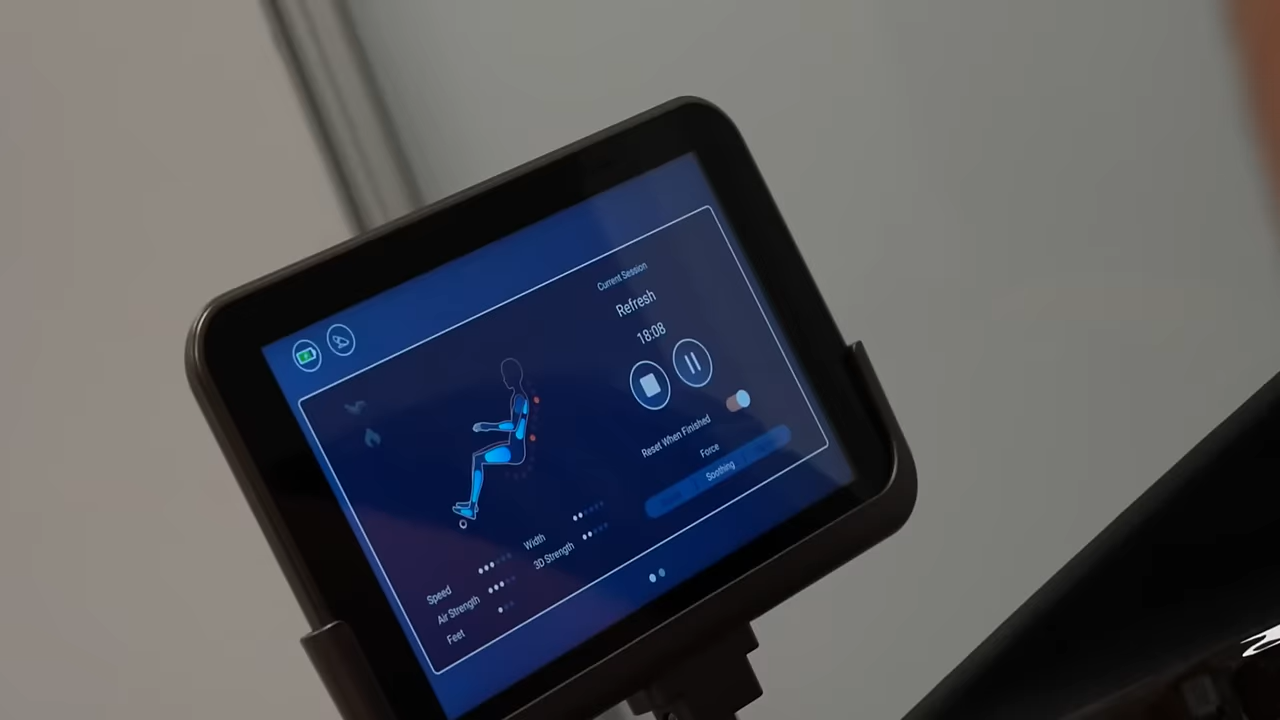 Current Session
Refresh
18:08
Reset When Finished
Force
Soothing
Speed
Air Strength
Feet
Width
3D Strength